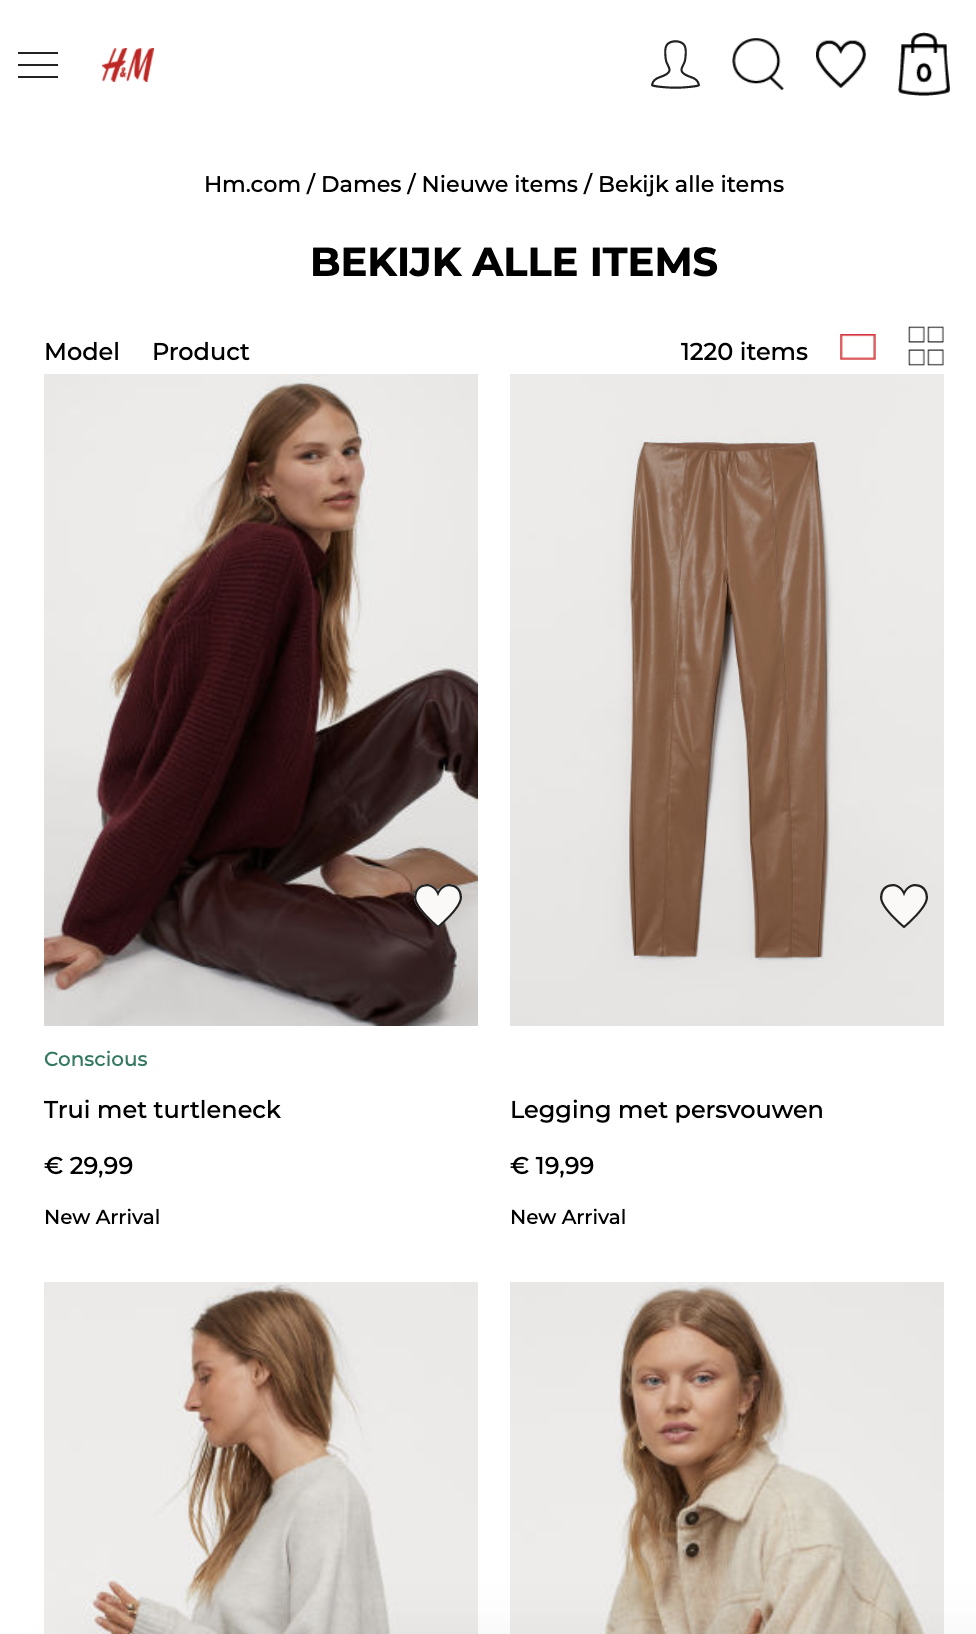 H&M
0
Hm.com / Dames / Nieuwe items / Bekijk alle items
BEKIJK ALLE ITEMS
Model Product 1220 items
Conscious
Trui met turtleneck
€ 29,99
New Arrival
Legging met persvouwen
€ 19,99
New Arrival